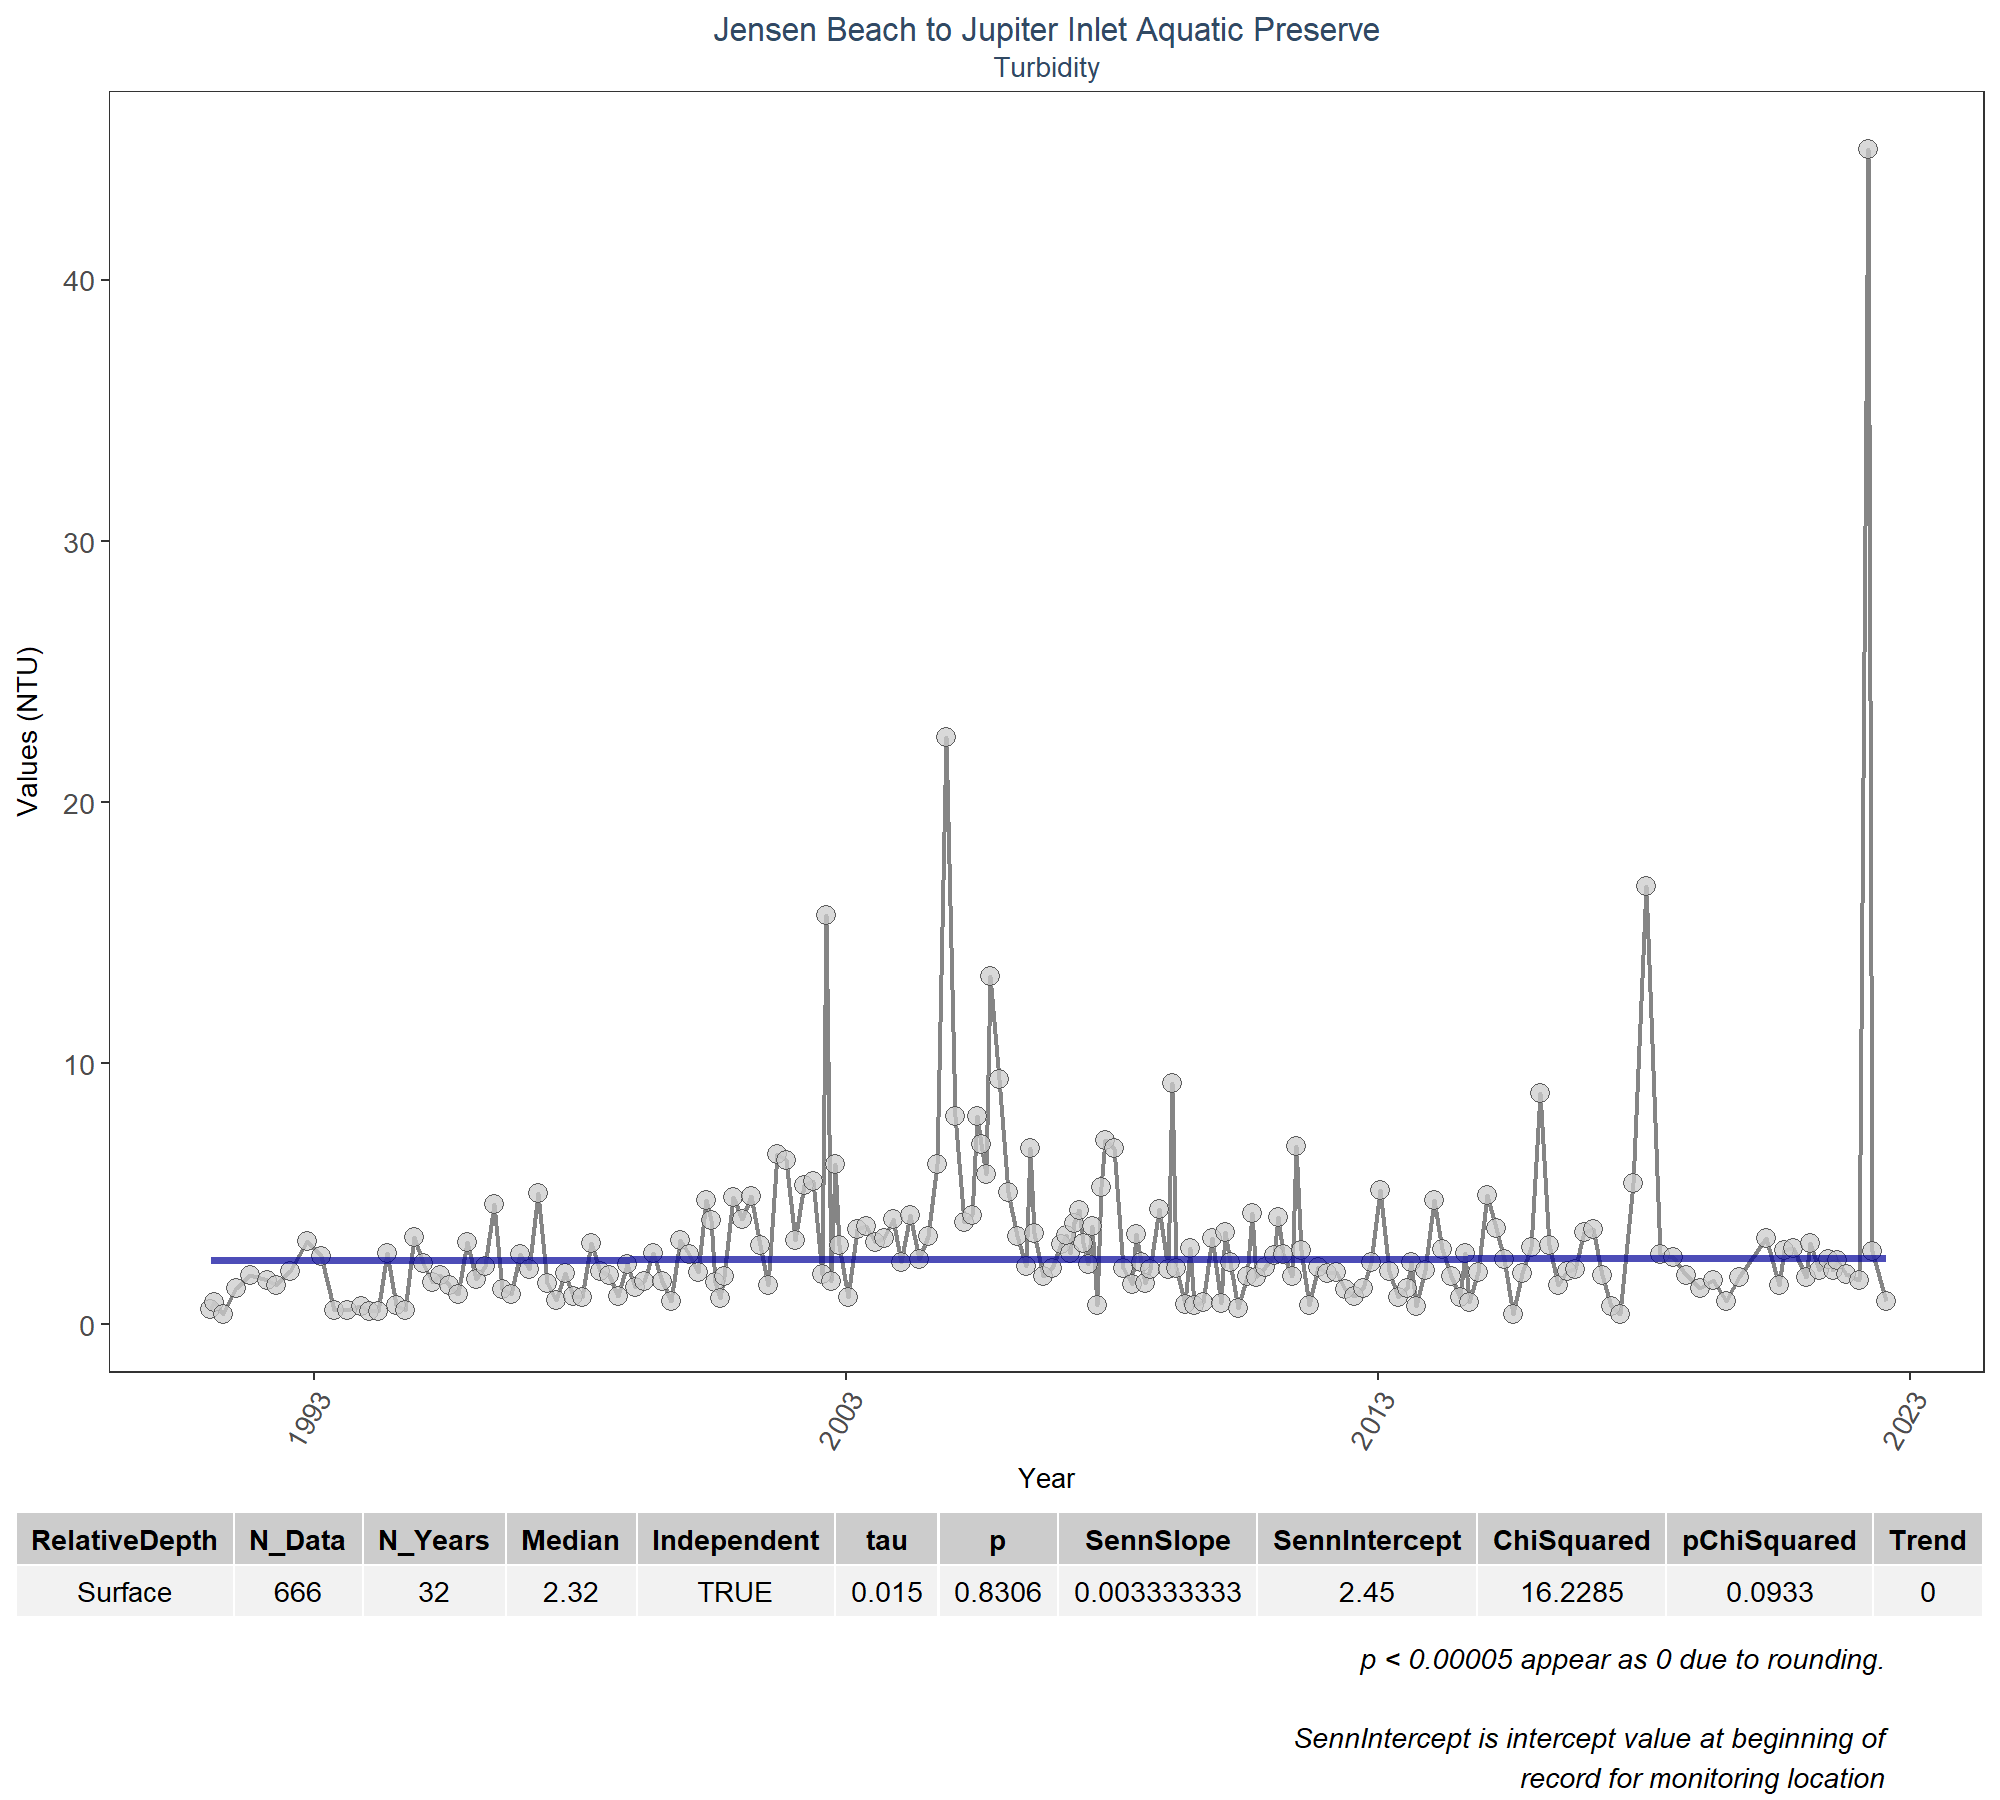 Jensen Beach to Jupiter Inlet Aquatic Preserve
Turbidity
Values (NTU)
40
30
20
10
0
1993 2003 2013 2023
Year
RelativeDepth N_Data N_Years Median Independent tau p SennSlope SennIntercept ChiSquared pChiSquared Trend
Surface 666 32 2.32 TRUE 0.015 0.8306 0.003333333 2.45 16.2285 0.0933 0
p < 0.00005 appear as 0 due to rounding.
SennIntercept is intercept value at beginning of
record for monitoring location